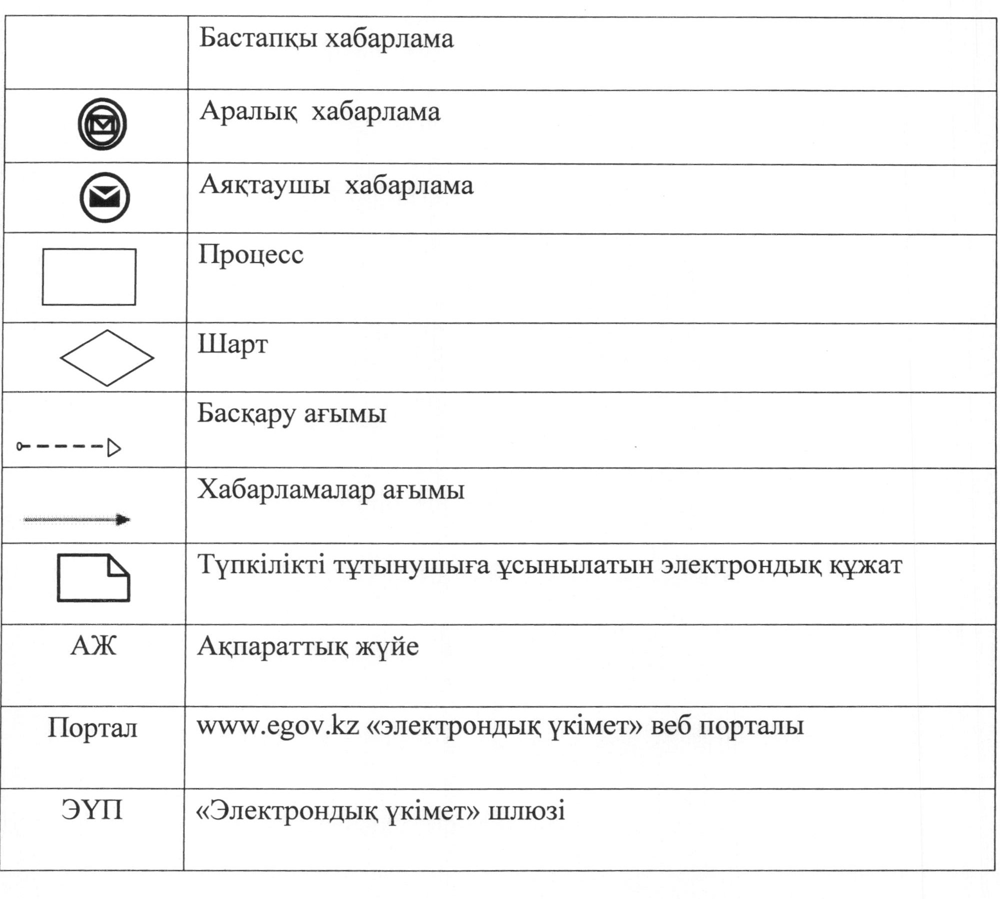 Бастапқы хабарлама
Аралық хабарлама
Аяқтаушы хабарлама
Процесс
Шарт
Басқару ағымы
Хабарламалар ағымы
Түпкілікті тұтынушыға ұсынылатын электрондық құжат
АЖ Ақпараттық жүйе
Портал www.egov.kz «электрондық үкімет» веб порталы
ЭҮП «Электрондық үкімет» шлюзі